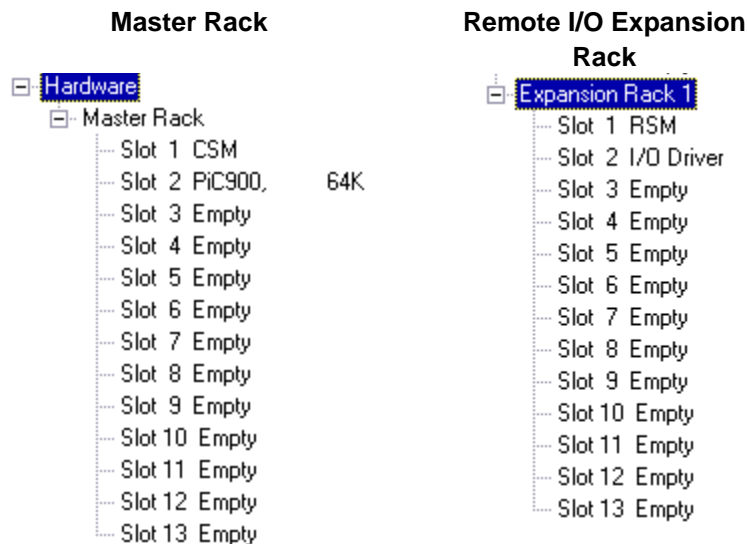 Master Rack
Hardware
Master Rack
Slot 1 CSM
Slot 2 PiC900, 64K
Slot 3 Empty
Slot 4 Empty
Slot 5 Empty
Slot 6 Empty
Slot 7 Empty
Slot 8 Empty
Slot 9 Empty
Slot 10 Empty
Slot 11 Empty
Slot 12 Empty
Slot 13 Empty
Remote I/O Expansion
Rack
Expansion Rack 1
Slot 1 RSM
Slot 2 I/O Driver
Slot 3 Empty
Slot 4 Empty
Slot 5 Empty
Slot 6 Empty
Slot 7 Empty
Slot 8 Empty
Slot 9 Empty
Slot 10 Empty
Slot 11 Empty
Slot 12 Empty
Slot 13 Empty